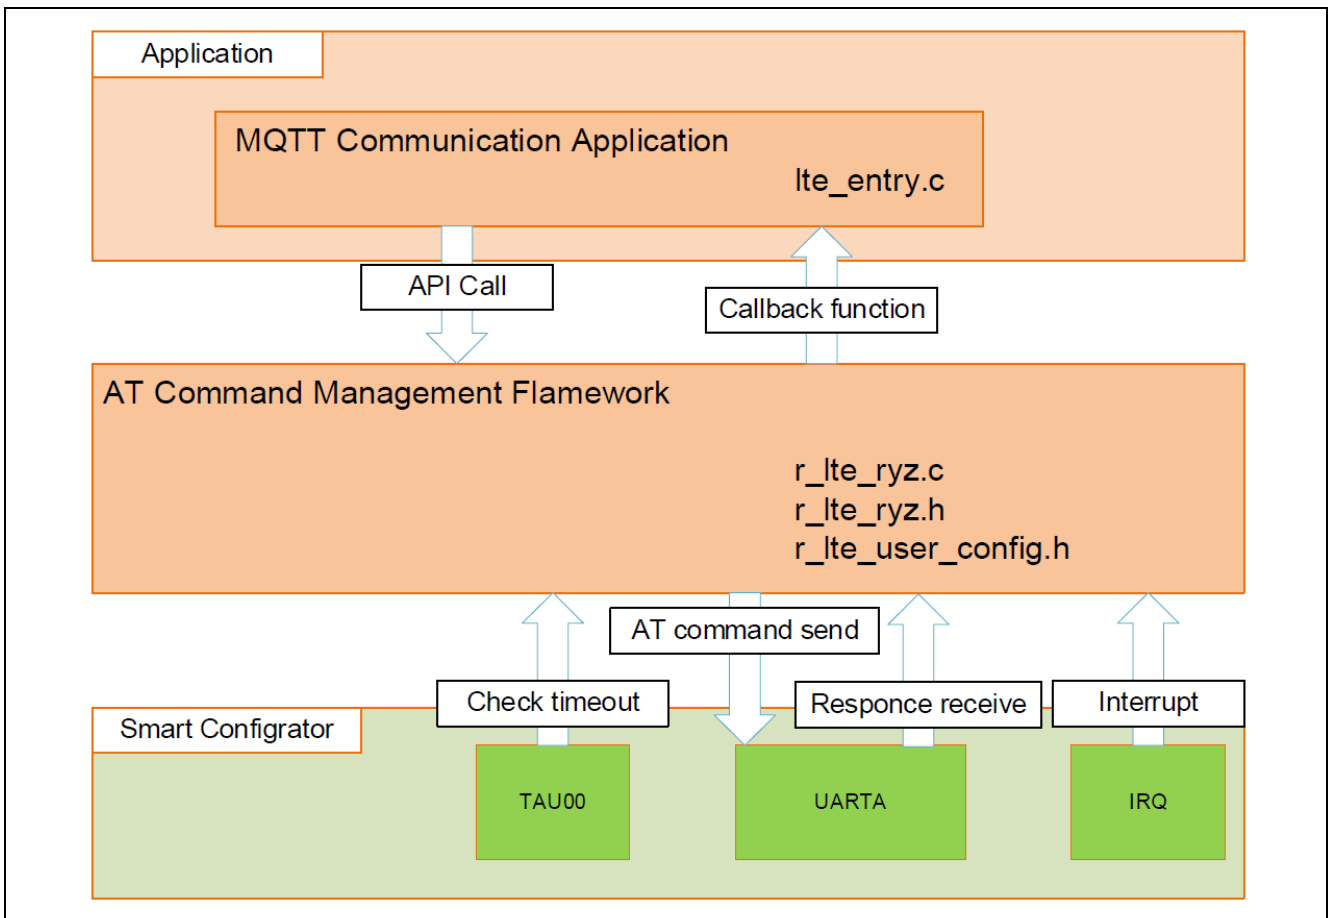 Application
MQTT Communication Application
lte_entry.c
API Call
Callback function
AT Command Management Flamework
r_lte_ryz.c
r_lte_ryz.h
r_lte_user_config.h
AT command send
Check timeout
Responce receive
Interrupt
Smart Configrator
TAU00
UARTA
IRQ